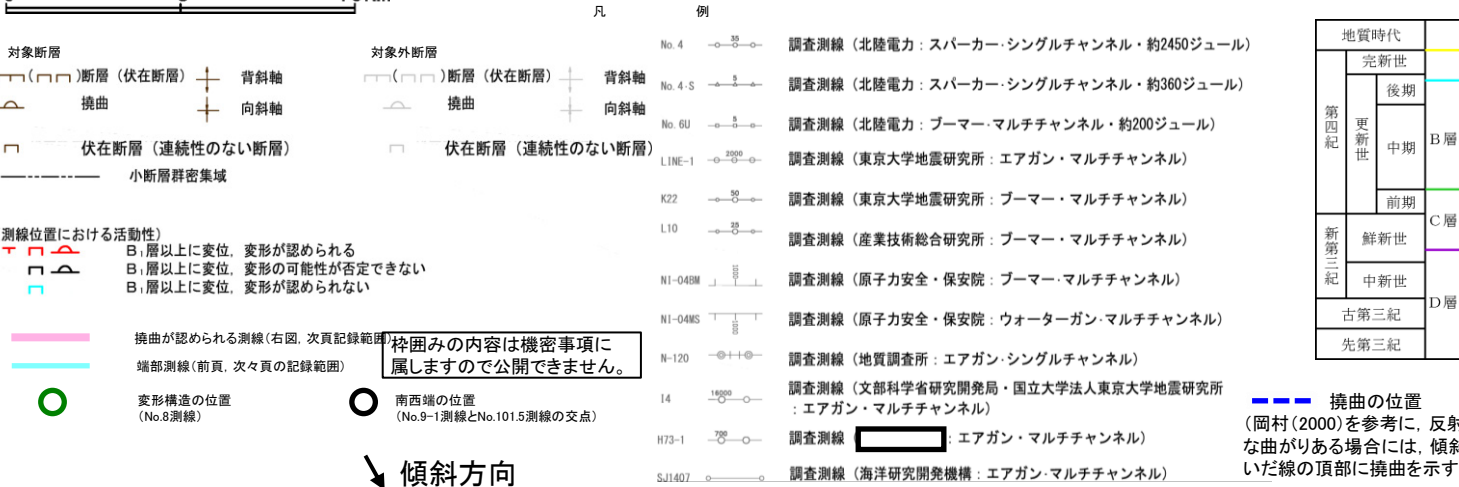 凡 例
対象断層
断層（伏在断層）
背斜軸
撓曲
向斜軸
伏在断層（連続性のない断層）
小断層群密集域
対象外断層
断層（伏在断層）
背斜軸
撓曲
向斜軸
伏在断層（連続性のない断層）
測線位置における活動性）
B₁層以上に変位，変形が認められる
B₁層以上に変位，変形の可能性が否定できない
B₁層以上に変位，変形が認められない
撓曲が認められる測線（右図，次頁記録範囲）
端部測線（前頁，次々頁の記録範囲）
枠囲みの内容は機密事項に
属しますので公開できません。
変形構造の位置
（No.8測線）
南西端の位置
（No.9-1測線とNo.101.5測線の交点）
傾斜方向
No. 4 35 調査測線（北陸電力：スパーカー・シングルチャンネル・約2450ジュール）
No. 4-S 5 調査測線（北陸電力：スパーカー・シングルチャンネル・約360ジュール）
No. 6U 5 調査測線（北陸電力：ブーマー・マルチチャンネル・約200ジュール）
LINE-1 2000 調査測線（東京大学地震研究所：エアガン・マルチチャンネル）
K22 50 調査測線（東京大学地震研究所：ブーマー・マルチチャンネル）
L10 25 調査測線（産業技術総合研究所：ブーマー・マルチチャンネル）
NI-04BM 1000 調査測線（原子力安全・保安院：ブーマー・マルチチャンネル）
NI-04WS 1000 調査測線（原子力安全・保安院：ウォーターガン・マルチチャンネル）
N-120 調査測線（地質調査所：エアガン・シングルチャンネル）
I4 16000 調査測線（文部科学省研究開発局・国立大学法人東京大学地震研究所
：エアガン・マルチチャンネル）
H73-1 700 調査測線（ ：エアガン・マルチチャンネル）
SJ1407 調査測線（海洋研究開発機構：エアガン・マルチチャンネル）
地質時代
第四紀
完新世
更新世
後期
中期
前期
新第三紀
鮮新世
中新世
古第三紀
先第三紀
B層
C層
D層
撓曲の位置
（岡村（2000）を参考に，反射
な曲がりある場合には，傾斜
いだ線の頂部に撓曲を示す